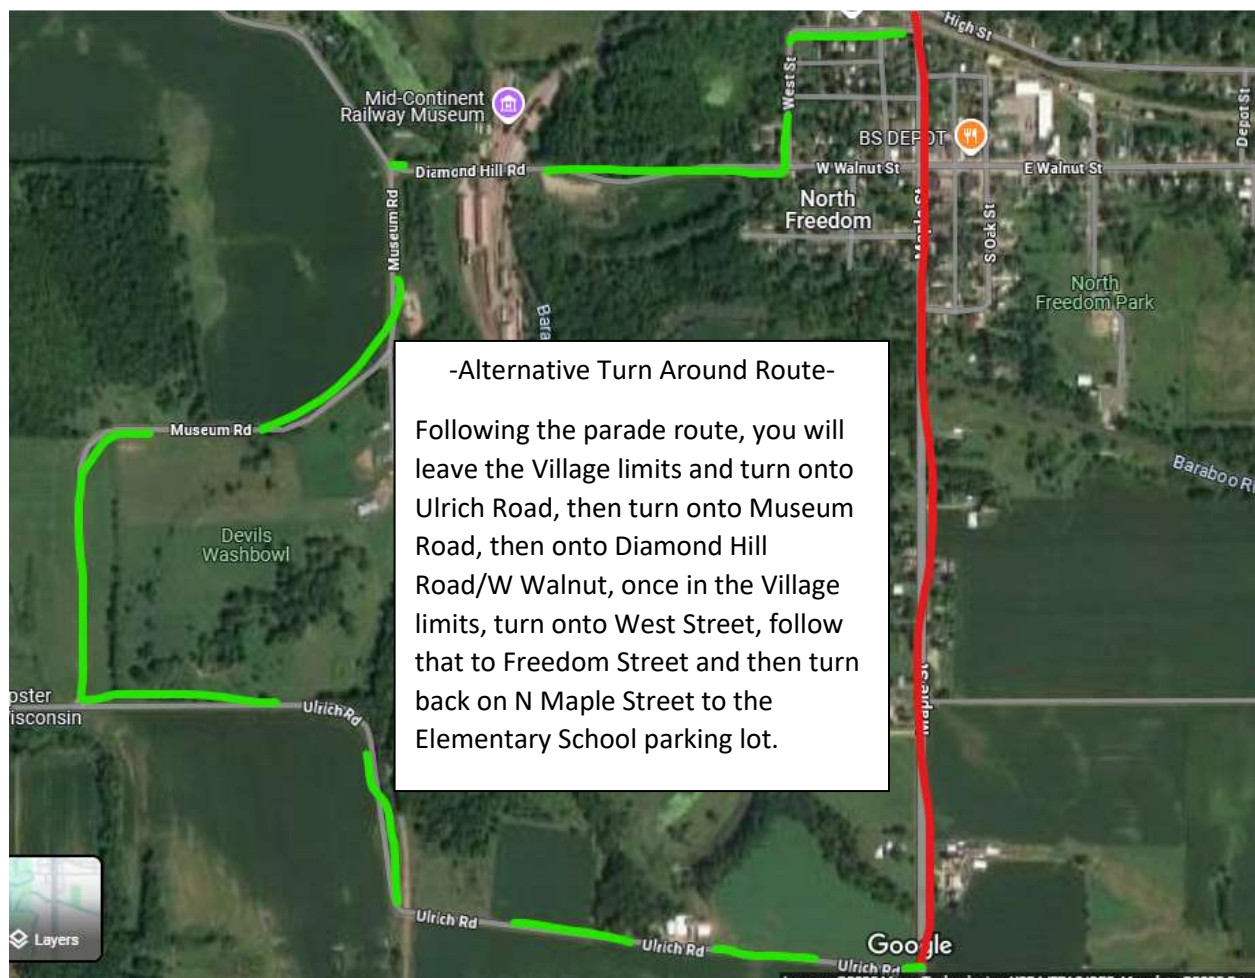 High St
Mid-Continent
Railway Museum
West St
Depot St
BS DEPOT
Diamond Hill Rd
W Walnut St
E Walnut St
Museum Rd
North
Freedom
Maple St
S Oak St
North
Freedom Park
Bara
-Alternative Turn Around Route-
Following the parade route, you will
leave the Village limits and turn onto
Ulrich Road, then turn onto Museum
Road, then onto Diamond Hill
Road/W Walnut, once in the Village
limits, turn onto West Street, follow
that to Freedom Street and then turn
back on N Maple Street to the
Elementary School parking lot.
Museum Rd
Baraboo R
Devils
Washbowl
Maple St
pster
isconsin
Ulrich Rd
Layers
Ulrich Rd
Ulrich Rd
Google
Ulrich Rd